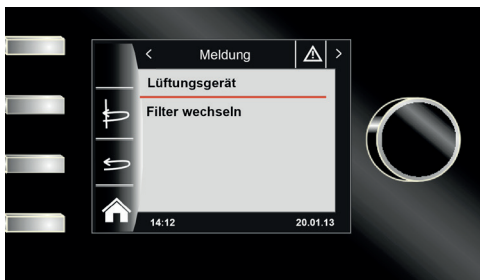 < Meldung >
Lüftungsgerät
Filter wechseln
14:12 20.01.13